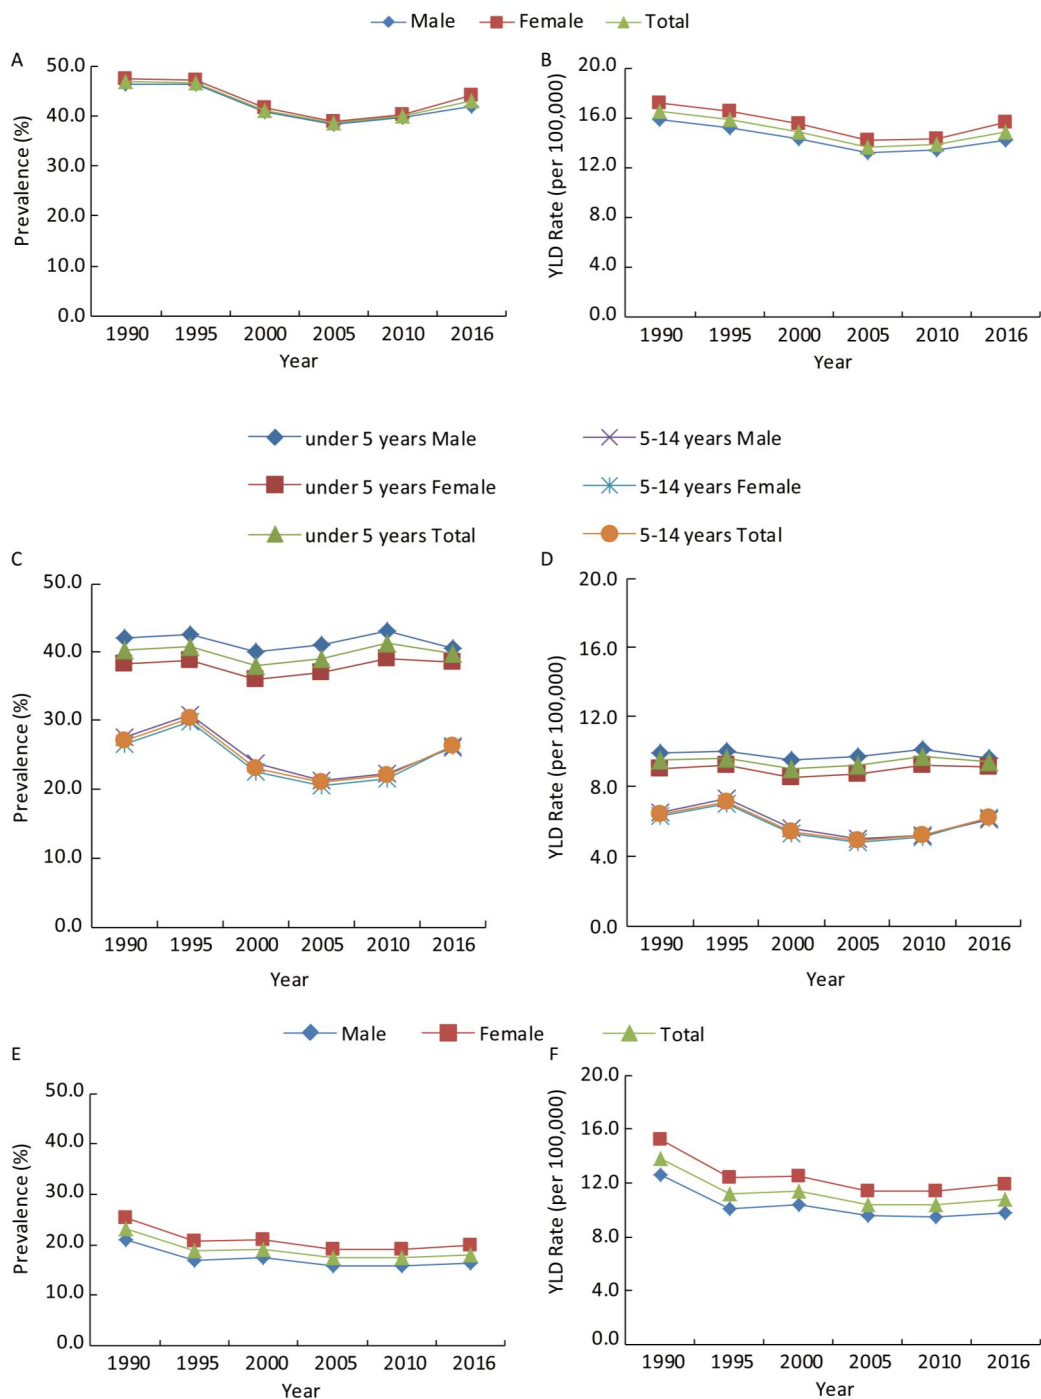 Male Female Total
A
50.0
40.0
30.0
20.0
10.0
0.0
Prevalence (%)
1990 1995 2000 2005 2010 2016
Year
B
20.0
16.0
12.0
8.0
4.0
0.0
YLD Rate (per 100,000)
1990 1995 2000 2005 2010 2016
Year
under 5 years Male
5-14 years Male
under 5 years Female
5-14 years Female
under 5 years Total
5-14 years Total
C
50.0
40.0
30.0
20.0
10.0
0.0
Prevalence (%)
1990 1995 2000 2005 2010 2016
Year
D
20.0
16.0
12.0
8.0
4.0
0.0
YLD Rate (per 100,000)
1990 1995 2000 2005 2010 2016
Year
Male Female Total
E
50.0
40.0
30.0
20.0
10.0
0.0
Prevalence (%)
1990 1995 2000 2005 2010 2016
Year
F
20.0
16.0
12.0
8.0
4.0
0.0
YLD Rate (per 100,000)
1990 1995 2000 2005 2010 2016
Year